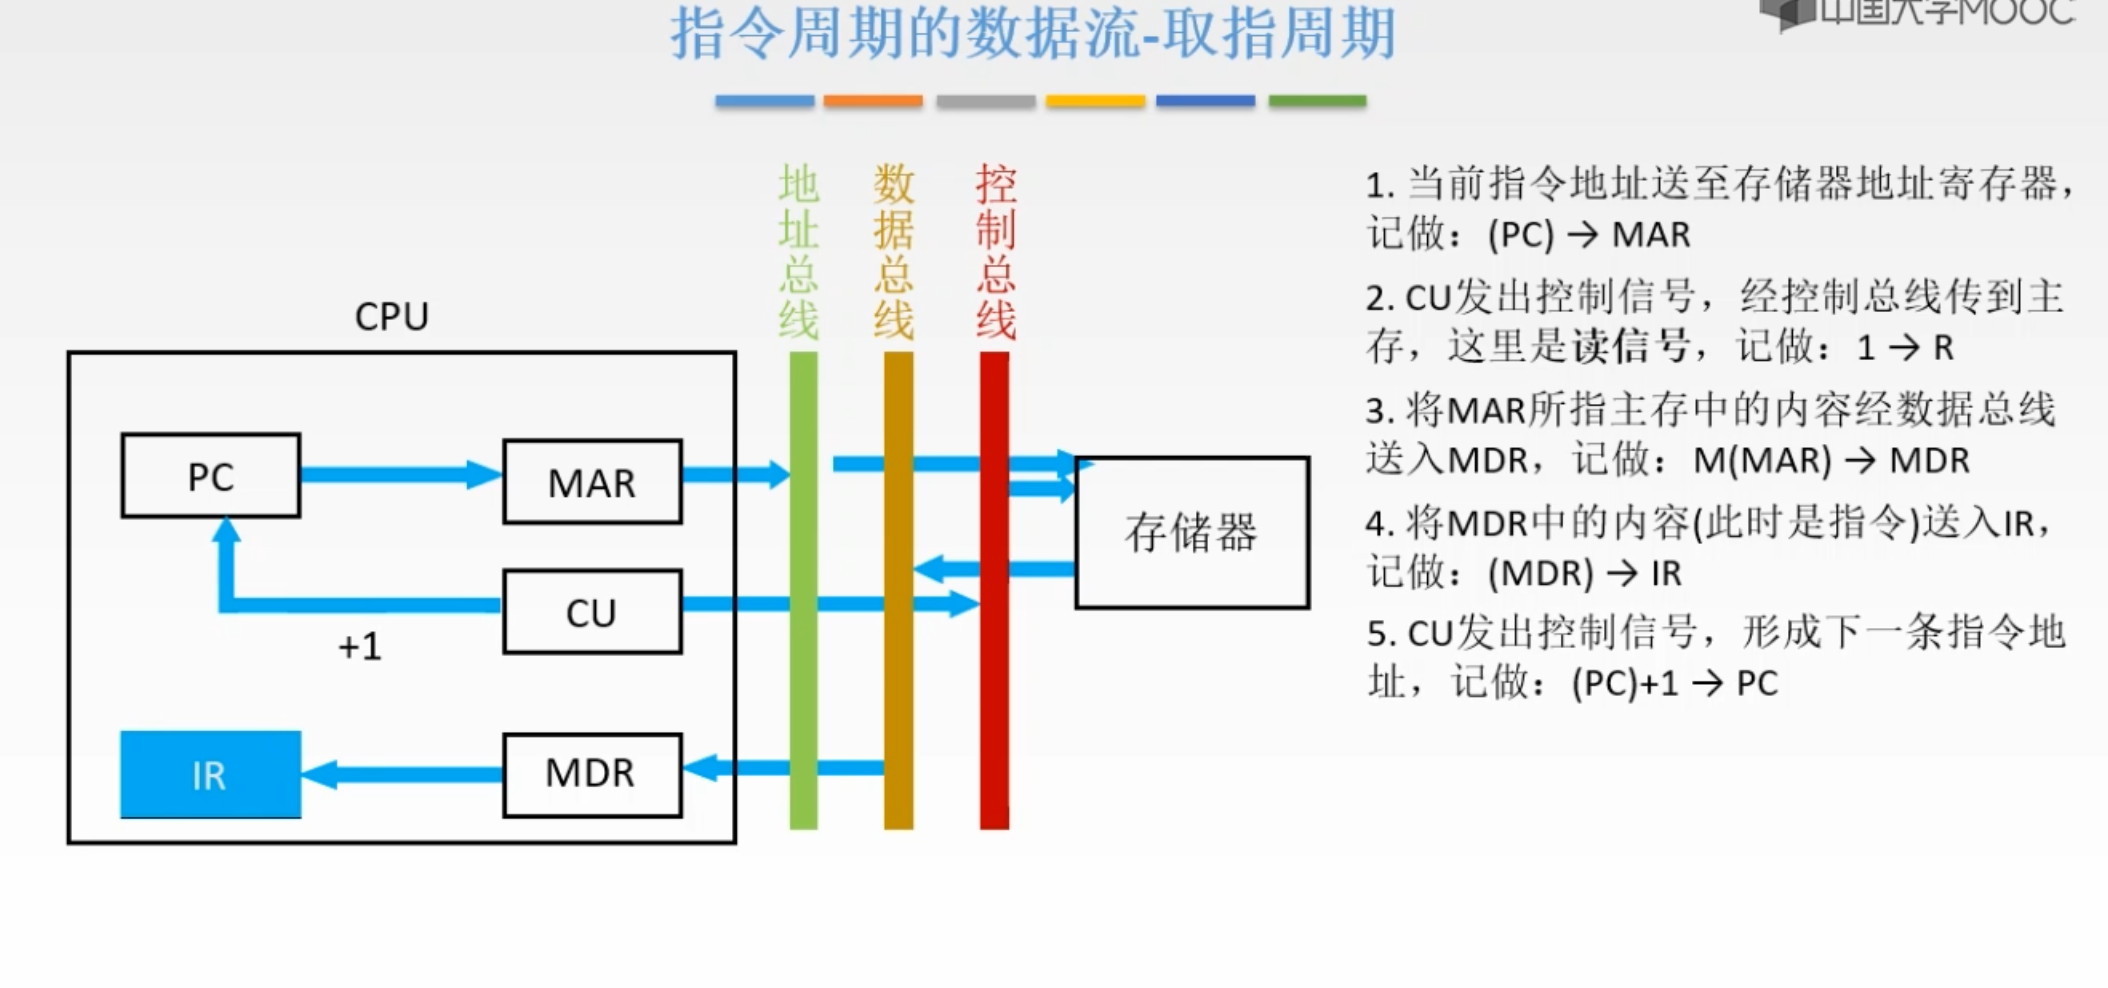 指令周期的数据流-取指周期
中国大学MOOC
地址总线
数据总线
控制总线
CPU
PC
MAR
CU
+1
IR
MDR
存储器
1. 当前指令地址送至存储器地址寄存器，
记做：(PC) → MAR
2. CU发出控制信号，经控制总线传到主
存，这里是读信号，记做：1 → R
3. 将MAR所指主存中的内容经数据总线
送入MDR，记做：M(MAR) → MDR
4. 将MDR中的内容(此时是指令)送入IR，
记做：(MDR) → IR
5. CU发出控制信号，形成下一条指令地
址，记做：(PC)+1 → PC